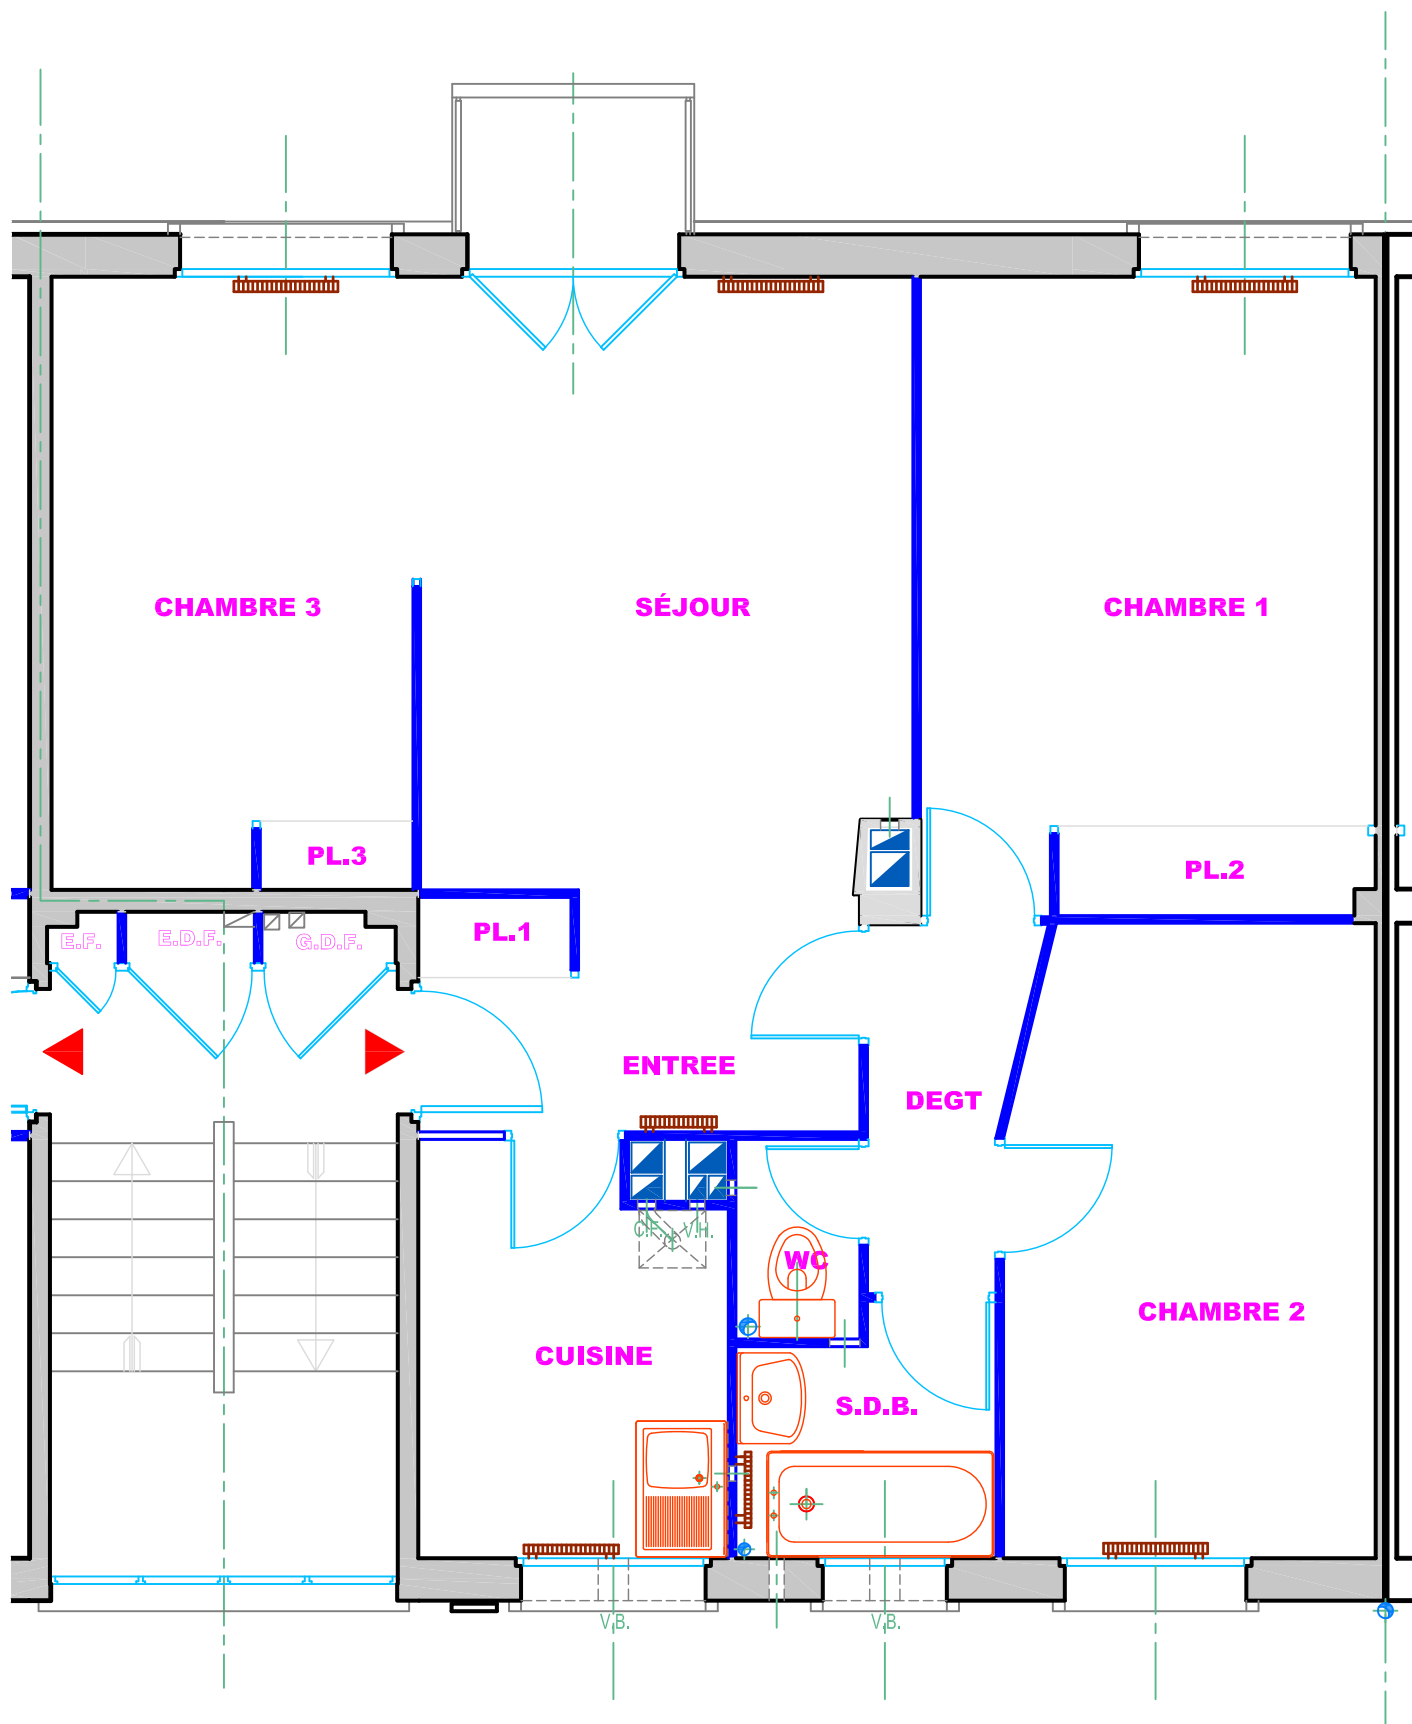 CHAMBRE 3
SÉJOUR
CHAMBRE 1
PL.3
PL.2
PL.1
E.F.
E.D.F.
G.D.F.
ENTREE
DEGT
C.F.
V.H.
WC
CHAMBRE 2
CUISINE
S.D.B.
V.B.
V.B.